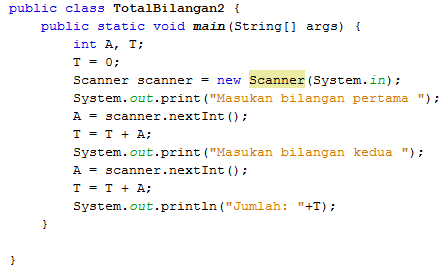 public class TotalBilangan2 {
    public static void main(String[] args) {
        int A, T;
        T = 0;
        Scanner scanner = new Scanner(System.in);
        System.out.print("Masukan bilangan pertama ");
        A = scanner.nextInt();
        T = T + A;
        System.out.print("Masukan bilangan kedua ");
        A = scanner.nextInt();
        T = T + A;
        System.out.println("Jumlah: "+T);
    }
}